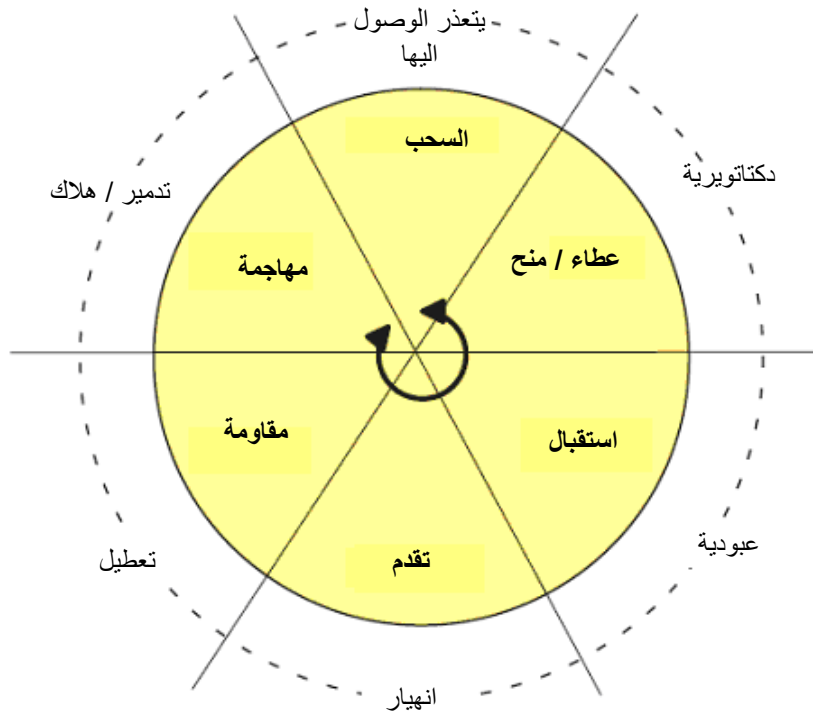 يتعذر الوصول
اليها
السحب
دكتاتويرية
تدمير / هلاك
عطاء / منح
مهاجمة
استقبال
مقاومة
عبودية
تعطيل
تقدم
انهيار